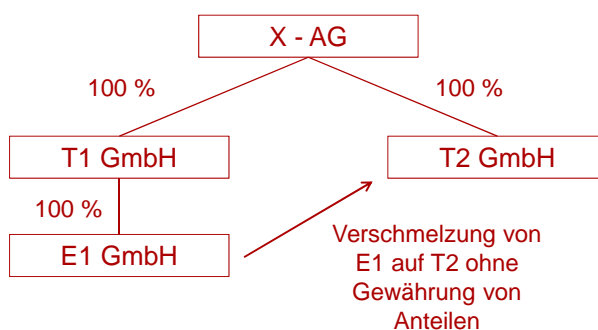 X - AG
100 %
100 %
T1 GmbH
T2 GmbH
100 %
E1 GmbH
Verschmelzung von
E1 auf T2 ohne
Gewährung von
Anteilen